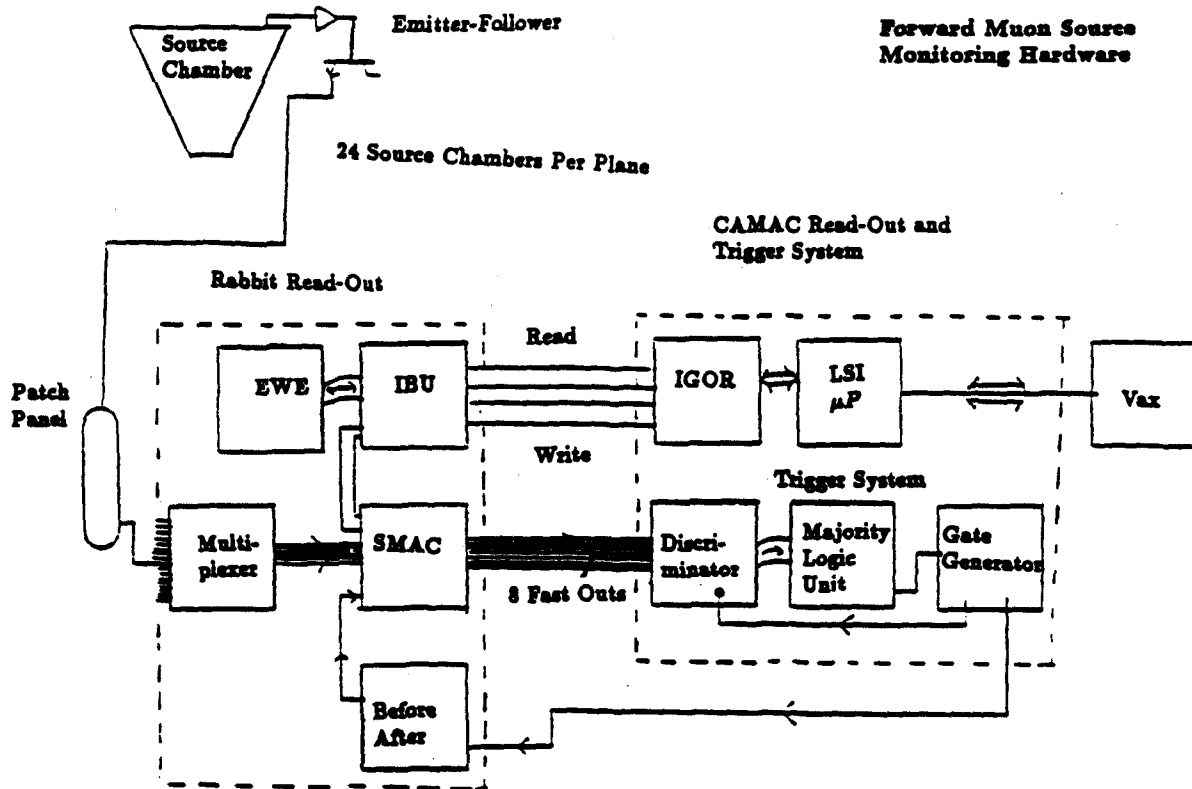 Emitter-Follower
Forward Muon Source
Monitoring Hardware
Source
Chamber
24 Source Chambers Per Plane
CAMAC Read-Out and
Trigger System
Rabbit Read-Out
Read
EWE
IBU
IGOR
LSI
μP
Vax
Patch
Panel
Write
Trigger System
Multi-
plexer
SMAC
8 Fast Outs
Discri-
minator
Majority
Logic
Unit
Gate
Generator
Before
After